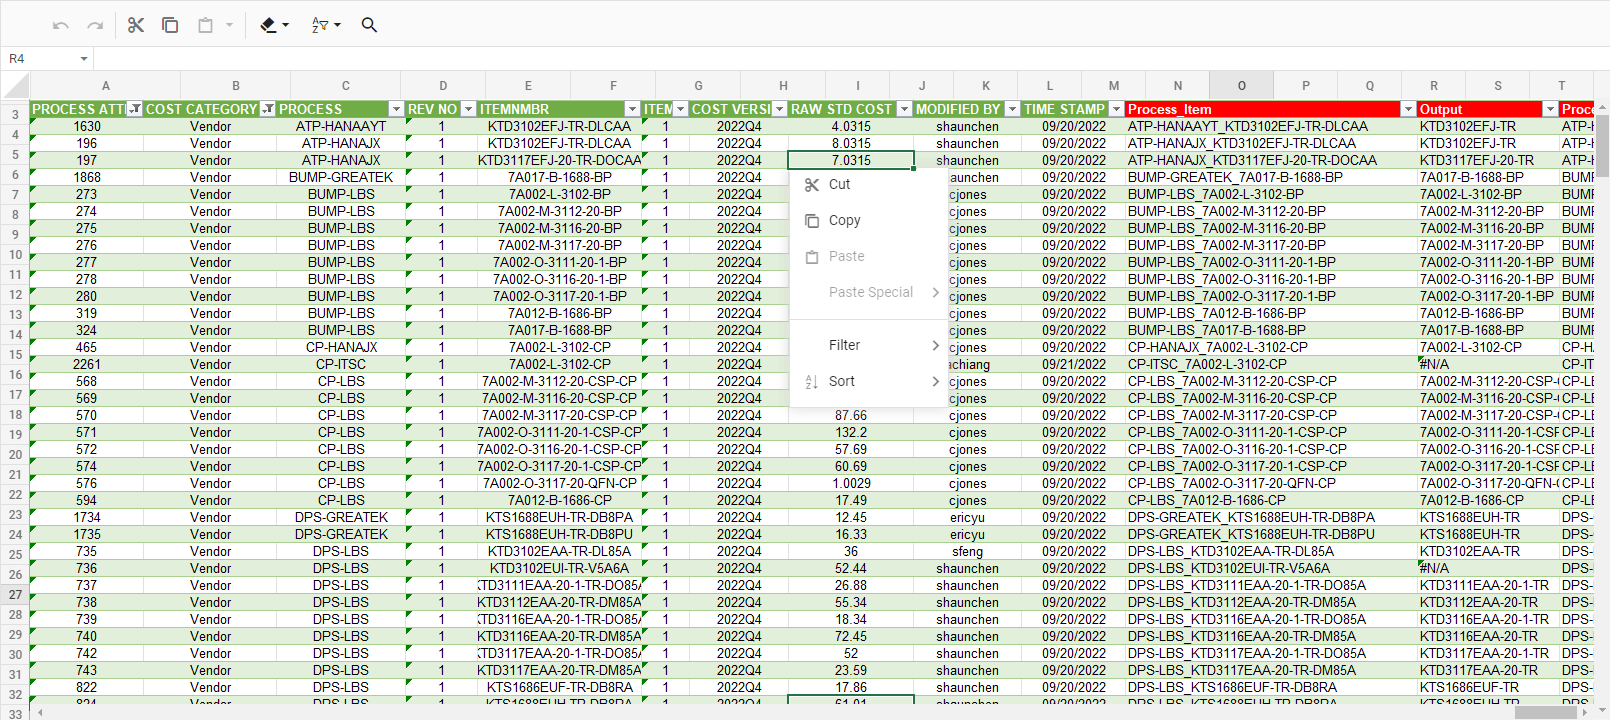 R4
A B C D E F G H I J K L M N O P Q R S T
3 PROCESS ATTI COST CATEGORY PROCESS REV NO ITEMNMBR ITEM COST VERSI RAW STD COST MODIFIED BY TIME STAMP Process_Item Output Proce
4 1630 Vendor ATP-HANAAYT 1 KTD3102EFJ-TR-DLCAA 1 2022Q4 4.0315 shaunchen 09/20/2022 ATP-HANAAYT_KTD3102EFJ-TR-DLCAA KTD3102EFJ-TR ATP-H
196 Vendor ATP-HANAJX 1 KTD3102EFJ-TR-DLCAA 1 2022Q4 8.0315 shaunchen 09/20/2022 ATP-HANAJX_KTD3102EFJ-TR-DLCAA KTD3102EFJ-TR ATP-H
5 197 Vendor ATP-HANAJX 1 KTD3117EFJ-20-TR-DOCAA 1 2022Q4 7.0315 shaunchen 09/20/2022 ATP-HANAJX_KTD3117EFJ-20-TR-DOCAA KTD3117EFJ-20-TR ATP-H
6 1868 Vendor BUMP-GREATEK 1 7A017-B-1688-BP 1 2022Q4 aunchen 09/20/2022 BUMP-GREATEK_7A017-B-1688-BP 7A017-B-1688-BP BUMP
Cut
7 273 Vendor BUMP-LBS 1 7A002-L-3102-BP 1 2022Q4 cjones 09/20/2022 BUMP-LBS_7A002-L-3102-BP 7A002-L-3102-BP BUMP
8 274 Vendor BUMP-LBS 1 7A002-M-3112-20-BP 1 2022Q4 cjones 09/20/2022 BUMP-LBS_7A002-M-3112-20-BP 7A002-M-3112-20-BP BUMP
Copy
9 275 Vendor BUMP-LBS 1 7A002-M-3116-20-BP 1 2022Q4 cjones 09/20/2022 BUMP-LBS_7A002-M-3116-20-BP 7A002-M-3116-20-BP BUMP
276 Vendor BUMP-LBS 1 7A002-M-3117-20-BP 1 2022Q4 cjones 09/20/2022 BUMP-LBS_7A002-M-3117-20-BP 7A002-M-3117-20-BP BUMP
Paste
10 277 Vendor BUMP-LBS 1 7A002-O-3111-20-1-BP 1 2022Q4 cjones 09/20/2022 BUMP-LBS_7A002-O-3111-20-1-BP 7A002-O-3111-20-1-BP BUMP
11 278 Vendor BUMP-LBS 1 7A002-O-3116-20-1-BP 1 2022Q4 cjones 09/20/2022 BUMP-LBS_7A002-O-3116-20-1-BP 7A002-O-3116-20-1-BP BUMP
Paste Special
12 280 Vendor BUMP-LBS 1 7A002-O-3117-20-1-BP 1 2022Q4 cjones 09/20/2022 BUMP-LBS_7A002-O-3117-20-1-BP 7A002-O-3117-20-1-BP BUMP
13 319 Vendor BUMP-LBS 1 7A012-B-1686-BP 1 2022Q4 cjones 09/20/2022 BUMP-LBS_7A012-B-1686-BP 7A012-B-1686-BP BUMP
14 324 Vendor BUMP-LBS 1 7A017-B-1688-BP 1 2022Q4 cjones 09/20/2022 BUMP-LBS_7A017-B-1688-BP 7A017-B-1688-BP BUMP
Filter
15 465 Vendor CP-HANAJX 1 7A002-L-3102-CP 1 2022Q4 cjones 09/20/2022 CP-HANAJX_7A002-L-3102-CP 7A002-L-3102-CP CP-HA
2261 Vendor CP-ITSC 1 7A002-L-3102-CP 1 2022Q4 achiang 09/21/2022 CP-ITSC_7A002-L-3102-CP #N/A CP-IT
16 568 Vendor CP-LBS 1 7A002-M-3112-20-CSP-CP 1 2022Q4 cjones 09/20/2022 CP-LBS_7A002-M-3112-20-CSP-CP 7A002-M-3112-20-CSP-C CP-LE
Sort
17 569 Vendor CP-LBS 1 7A002-M-3116-20-CSP-CP 1 2022Q4 cjones 09/20/2022 CP-LBS_7A002-M-3116-20-CSP-CP 7A002-M-3116-20-CSP-C CP-LE
18 570 Vendor CP-LBS 1 7A002-M-3117-20-CSP-CP 1 2022Q4 87.66 cjones 09/20/2022 CP-LBS_7A002-M-3117-20-CSP-CP 7A002-M-3117-20-CSP-C CP-LE
19 571 Vendor CP-LBS 1 7A002-O-3111-20-1-CSP-CP 1 2022Q4 132.2 cjones 09/20/2022 CP-LBS_7A002-O-3111-20-1-CSP-CP 7A002-O-3111-20-1-CSF CP-LE
20 572 Vendor CP-LBS 1 7A002-O-3116-20-1-CSP-CP 1 2022Q4 57.69 cjones 09/20/2022 CP-LBS_7A002-O-3116-20-1-CSP-CP 7A002-O-3116-20-1-CSF CP-LE
574 Vendor CP-LBS 1 7A002-O-3117-20-1-CSP-CP 1 2022Q4 60.69 cjones 09/20/2022 CP-LBS_7A002-O-3117-20-1-CSP-CP 7A002-O-3117-20-1-CSF CP-LE
21 576 Vendor CP-LBS 1 7A002-O-3117-20-QFN-CP 1 2022Q4 1.0029 cjones 09/20/2022 CP-LBS_7A002-O-3117-20-QFN-CP 7A002-O-3117-20-QFN-C CP-LE
22 594 Vendor CP-LBS 1 7A012-B-1686-CP 1 2022Q4 17.49 cjones 09/20/2022 CP-LBS_7A012-B-1686-CP 7A012-B-1686-CP CP-LE
23 1734 Vendor DPS-GREATEK 1 KTS1688EUH-TR-DB8PA 1 2022Q4 12.45 ericyu 09/20/2022 DPS-GREATEK_KTS1688EUH-TR-DB8PA KTS1688EUH-TR DPS-
24 1735 Vendor DPS-GREATEK 1 KTS1688EUH-TR-DB8PU 1 2022Q4 16.33 ericyu 09/20/2022 DPS-GREATEK_KTS1688EUH-TR-DB8PU KTS1688EUH-TR DPS-
25 735 Vendor DPS-LBS 1 KTD3102EAA-TR-DL85A 1 2022Q4 36 sfeng 09/20/2022 DPS-LBS_KTD3102EAA-TR-DL85A KTD3102EAA-TR DPS-
26 736 Vendor DPS-LBS 1 KTD3102EUI-TR-V5A6A 1 2022Q4 52.44 shaunchen 09/20/2022 DPS-LBS_KTD3102EUI-TR-V5A6A #N/A DPS-
737 Vendor DPS-LBS 1 KTD3111EAA-20-1-TR-DO85A 1 2022Q4 26.88 shaunchen 09/20/2022 DPS-LBS_KTD3111EAA-20-1-TR-DO85A KTD3111EAA-20-1-TR DPS-
27 738 Vendor DPS-LBS 1 KTD3112EAA-20-TR-DM85A 1 2022Q4 55.34 shaunchen 09/20/2022 DPS-LBS_KTD3112EAA-20-TR-DM85A KTD3112EAA-20-TR DPS-
28 739 Vendor DPS-LBS 1 KTD3116EAA-20-1-TR-DO85A 1 2022Q4 18.34 shaunchen 09/20/2022 DPS-LBS_KTD3116EAA-20-1-TR-DO85A KTD3116EAA-20-1-TR DPS-
29 740 Vendor DPS-LBS 1 KTD3116EAA-20-TR-DM85A 1 2022Q4 72.45 shaunchen 09/20/2022 DPS-LBS_KTD3116EAA-20-TR-DM85A KTD3116EAA-20-TR DPS-
30 742 Vendor DPS-LBS 1 KTD3117EAA-20-1-TR-DO85A 1 2022Q4 52 shaunchen 09/20/2022 DPS-LBS_KTD3117EAA-20-1-TR-DO85A KTD3117EAA-20-1-TR DPS-
31 743 Vendor DPS-LBS 1 KTD3117EAA-20-TR-DM85A 1 2022Q4 23.59 shaunchen 09/20/2022 DPS-LBS_KTD3117EAA-20-TR-DM85A KTD3117EAA-20-TR DPS-
32 822 Vendor DPS-LBS 1 KTS1686EUF-TR-DB8RA 1 2022Q4 17.86 shaunchen 09/20/2022 DPS-LBS_KTS1686EUF-TR-DB8RA KTS1686EUF-TR DPS-
33